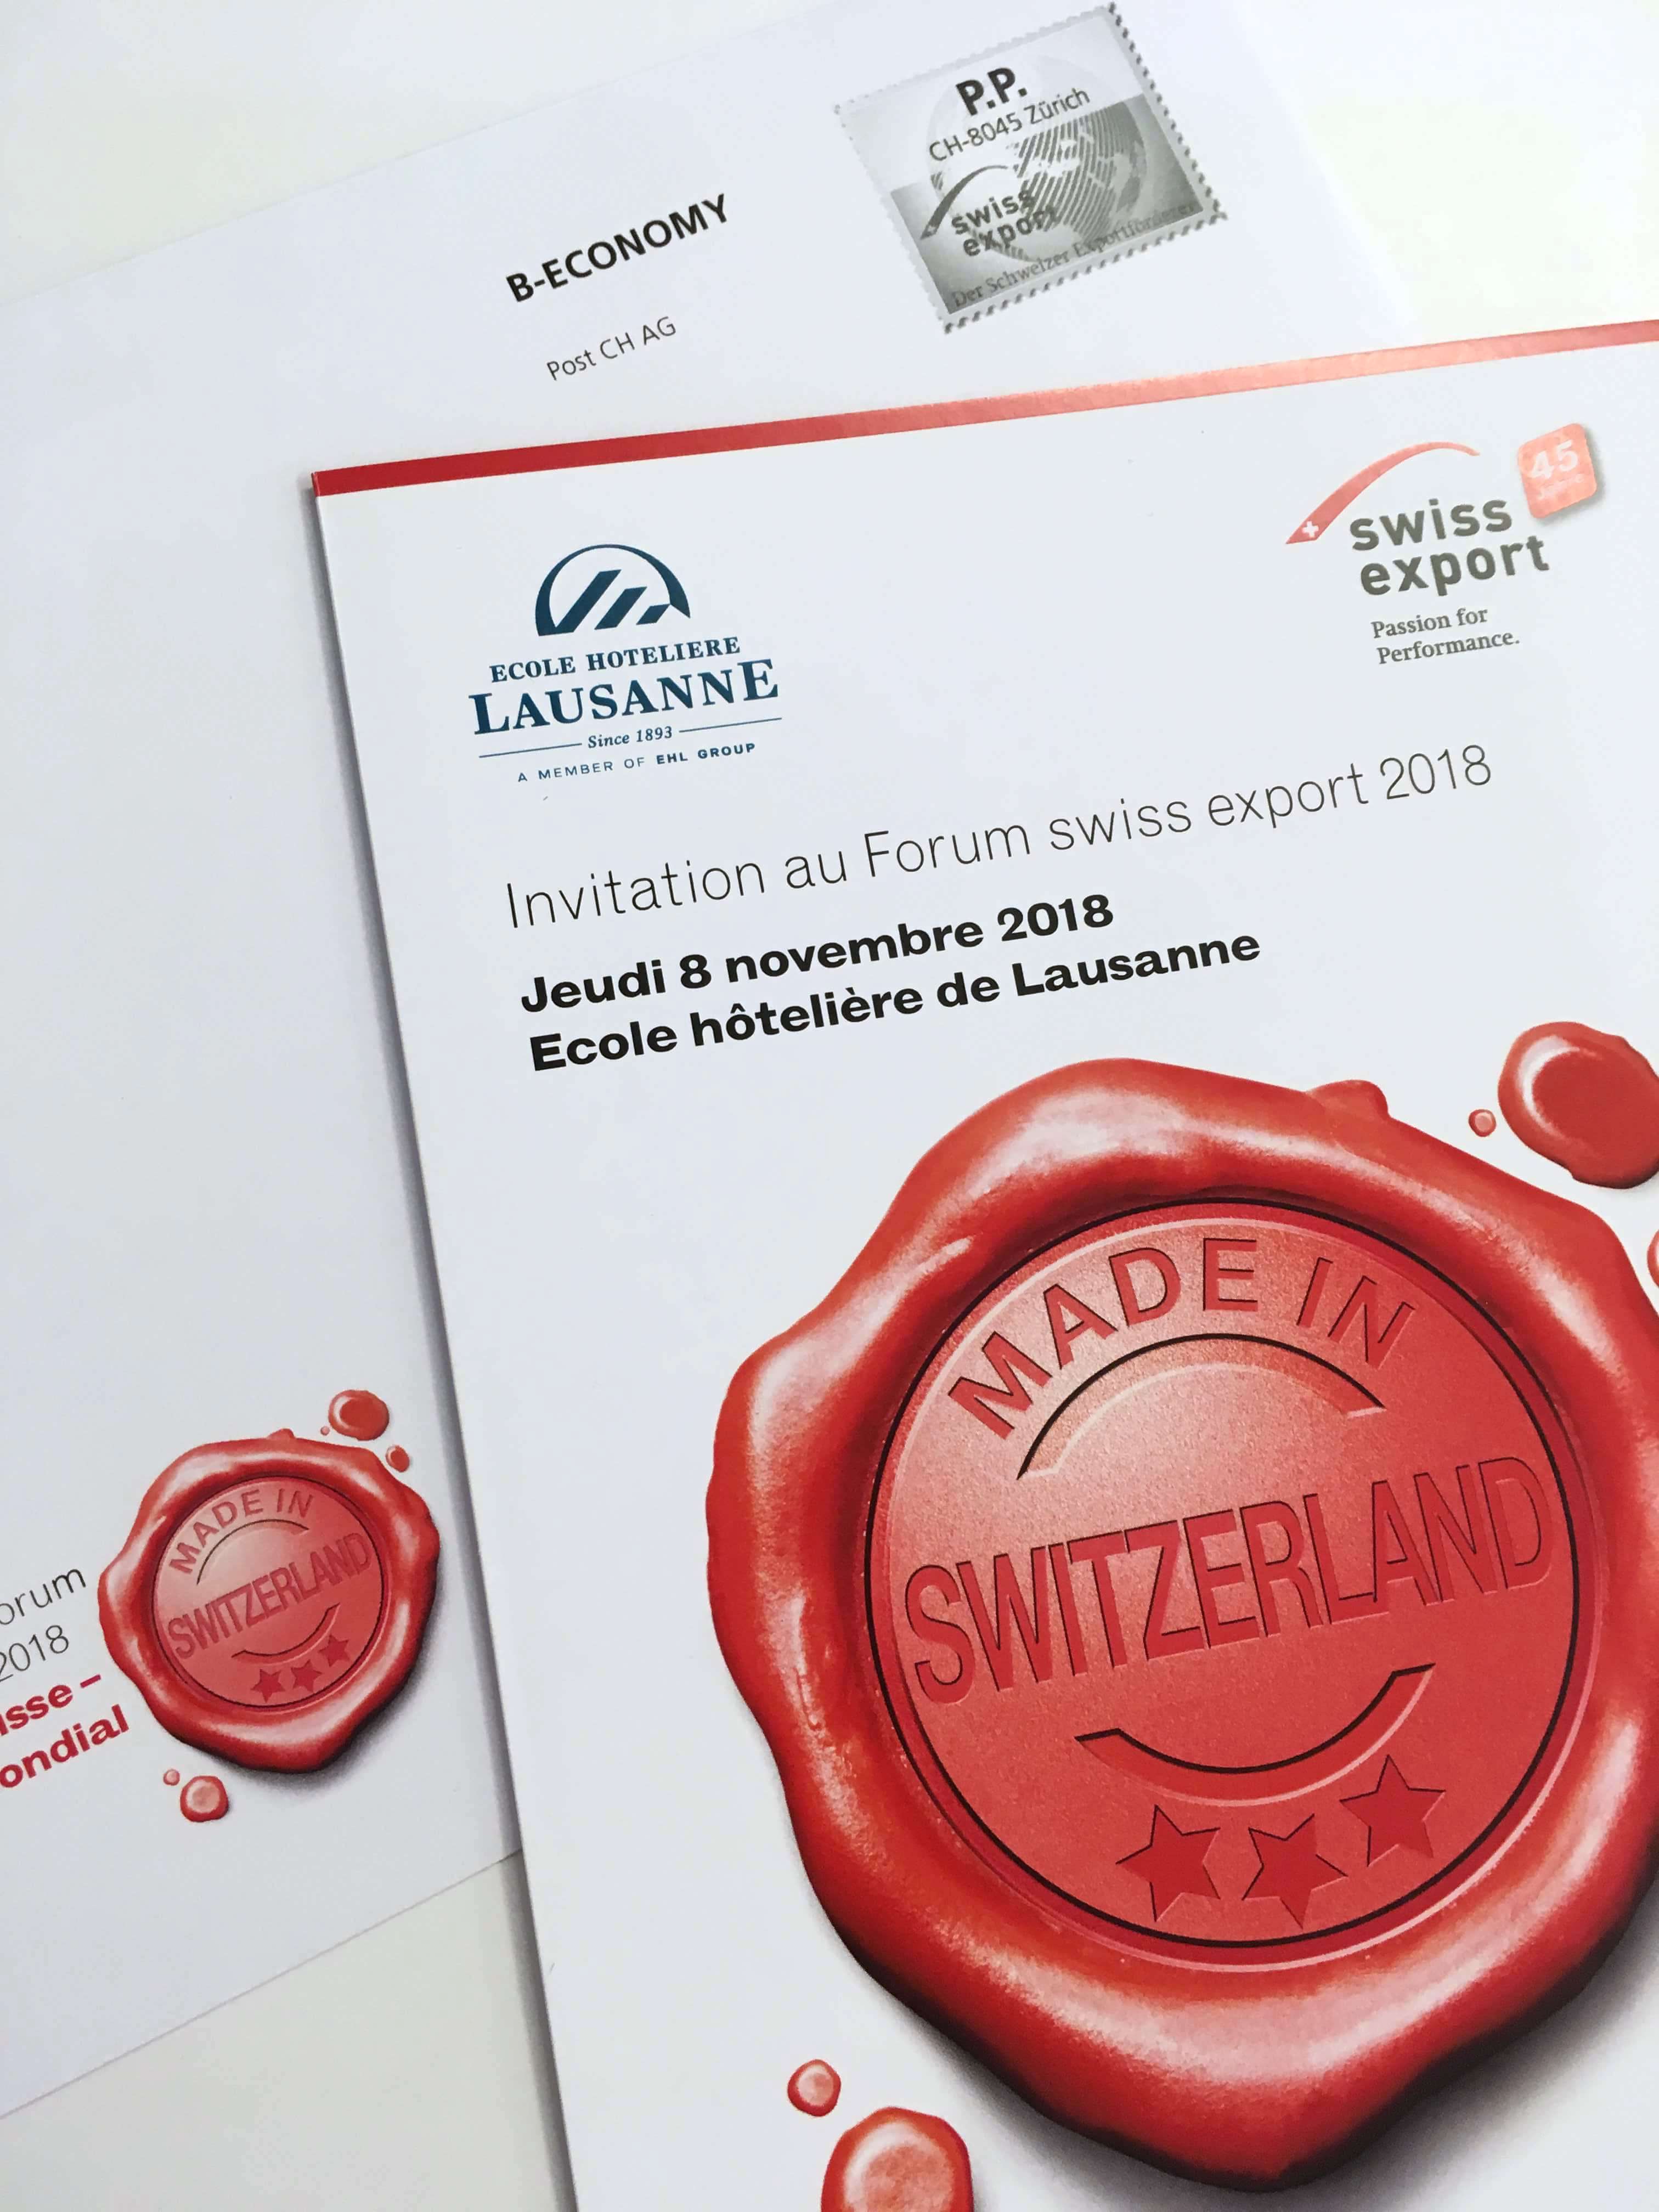 P.P.
CH-8045 Zürich
swiss
export
Der Schweizer Exportförderer
B-ECONOMY
Post CH AG
ECOLE HOTELIERE
LAUSANNE
Since 1893
A MEMBER OF EHL GROUP
swiss
export
45
Jahre
Passion for
Performance.
Invitation au Forum swiss export 2018
Jeudi 8 novembre 2018
Ecole hôtelière de Lausanne
MADE IN
SWITZERLAND
orum
2018
isse –
ondial
MADE IN
SWITZERLAND